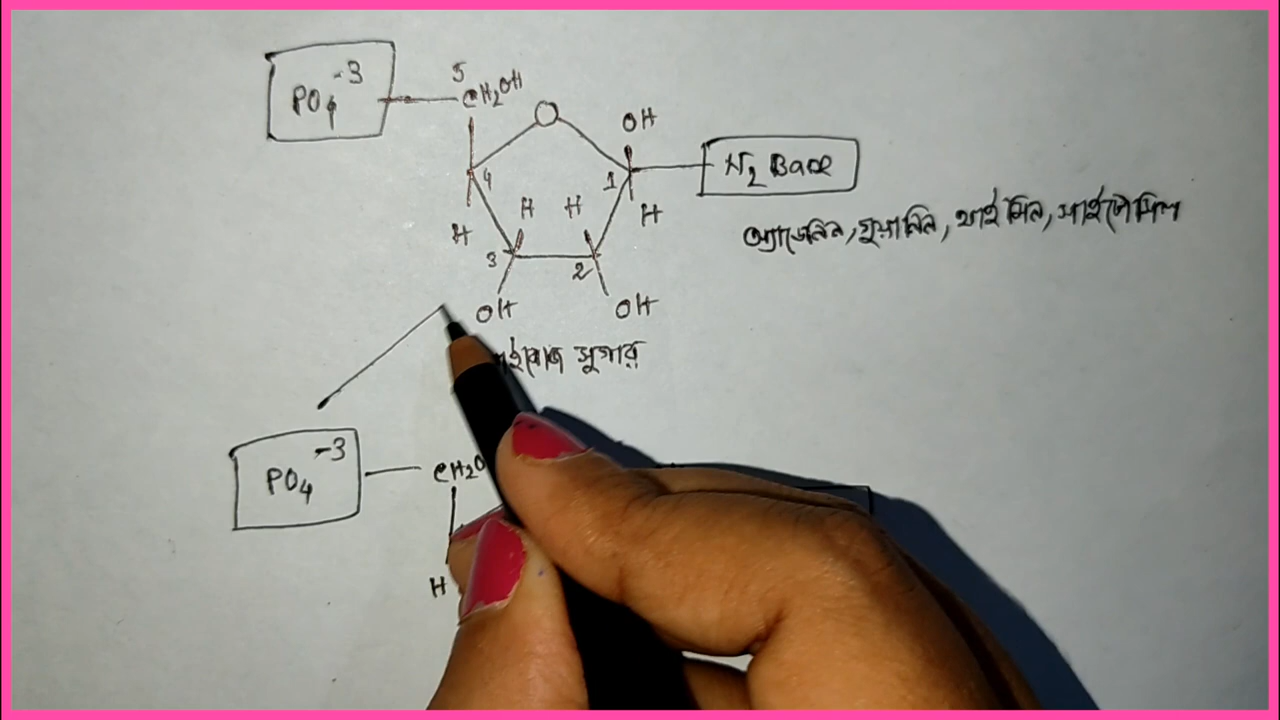 PO₄⁻³
5
CH₂OH
O
OH
4
1
N₂ Base
H H
H
H
3
2
অ্যাডেনিন, গুয়ানিন, থাইমিন, সাইটোসিন
OH
OH
সুগার
PO₄⁻³
CH₂O
H